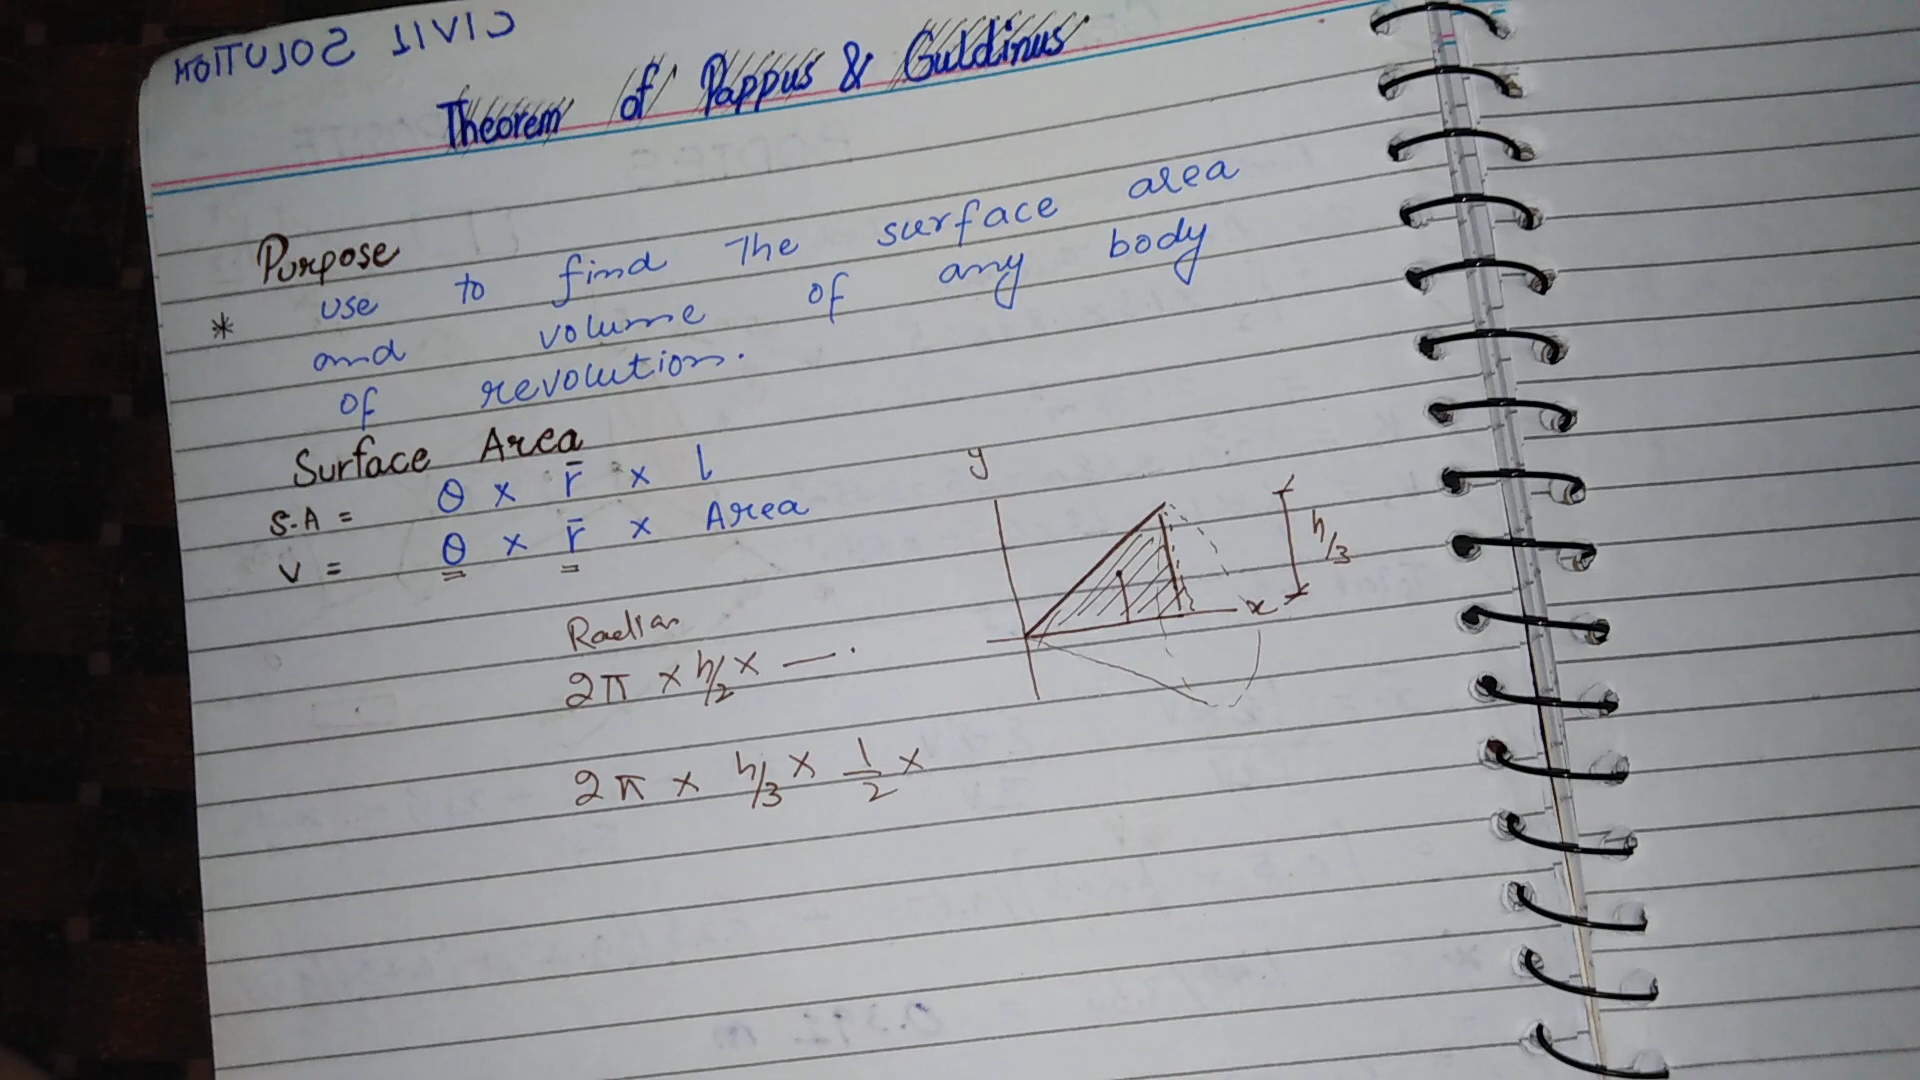 CIVIL SOLUTION
Theorem of Pappus & Guldinus
Purpose
* use to find The surface area
and volume of any body
of revolution.
Surface Area
S.A = θ × r̄ × l
V = θ × r̄ × Area
Radian
2π × h/2 × — .
2π × h/3 × 1/2 ×
y
h/3
x